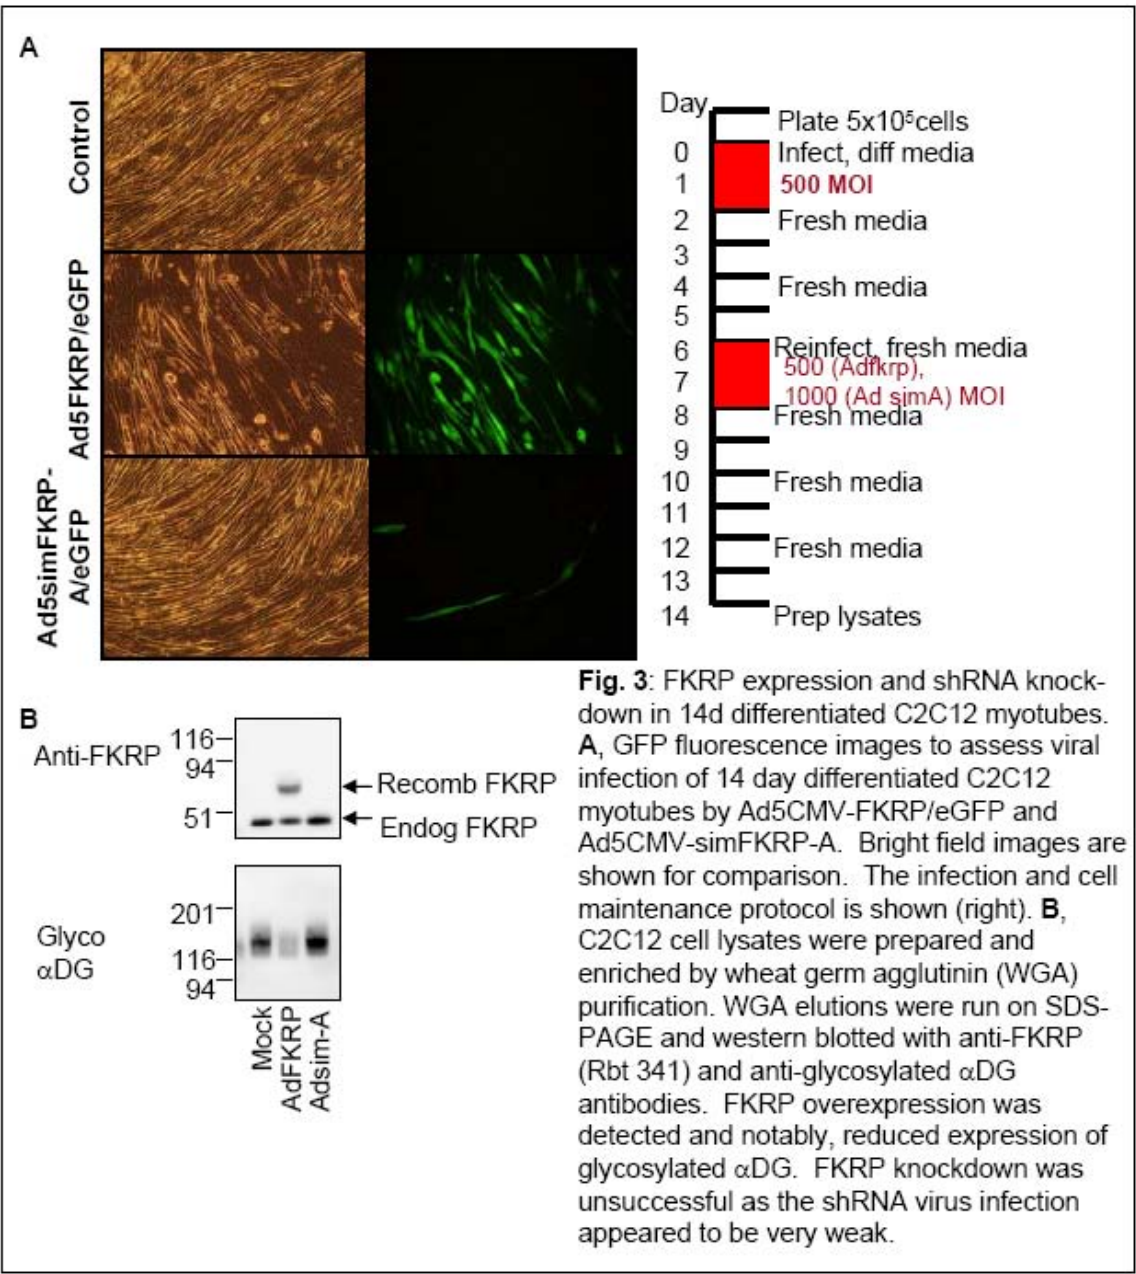 A
Control
Ad5FKRP/eGFP
Ad5simFKRP-
A/eGFP
Day
Plate 5x10⁵cells
0 Infect, diff media
1 500 MOI
2 Fresh media
3
4 Fresh media
5
6 Reinfect, fresh media
500 (Adfkrp),
7
1000 (Ad simA) MOI
8 Fresh media
9
10 Fresh media
11
12 Fresh media
13
14 Prep lysates
B
Anti-FKRP
116
94
51
Recomb FKRP
Endog FKRP
Glyco
αDG
201
116
94
Mock
AdFKRP
Adsim-A
Fig. 3: FKRP expression and shRNA knock-
down in 14d differentiated C2C12 myotubes.
A, GFP fluorescence images to assess viral
infection of 14 day differentiated C2C12
myotubes by Ad5CMV-FKRP/eGFP and
Ad5CMV-simFKRP-A. Bright field images are
shown for comparison. The infection and cell
maintenance protocol is shown (right). B,
C2C12 cell lysates were prepared and
enriched by wheat germ agglutinin (WGA)
purification. WGA elutions were run on SDS-
PAGE and western blotted with anti-FKRP
(Rbt 341) and anti-glycosylated αDG
antibodies. FKRP overexpression was
detected and notably, reduced expression of
glycosylated αDG. FKRP knockdown was
unsuccessful as the shRNA virus infection
appeared to be very weak.